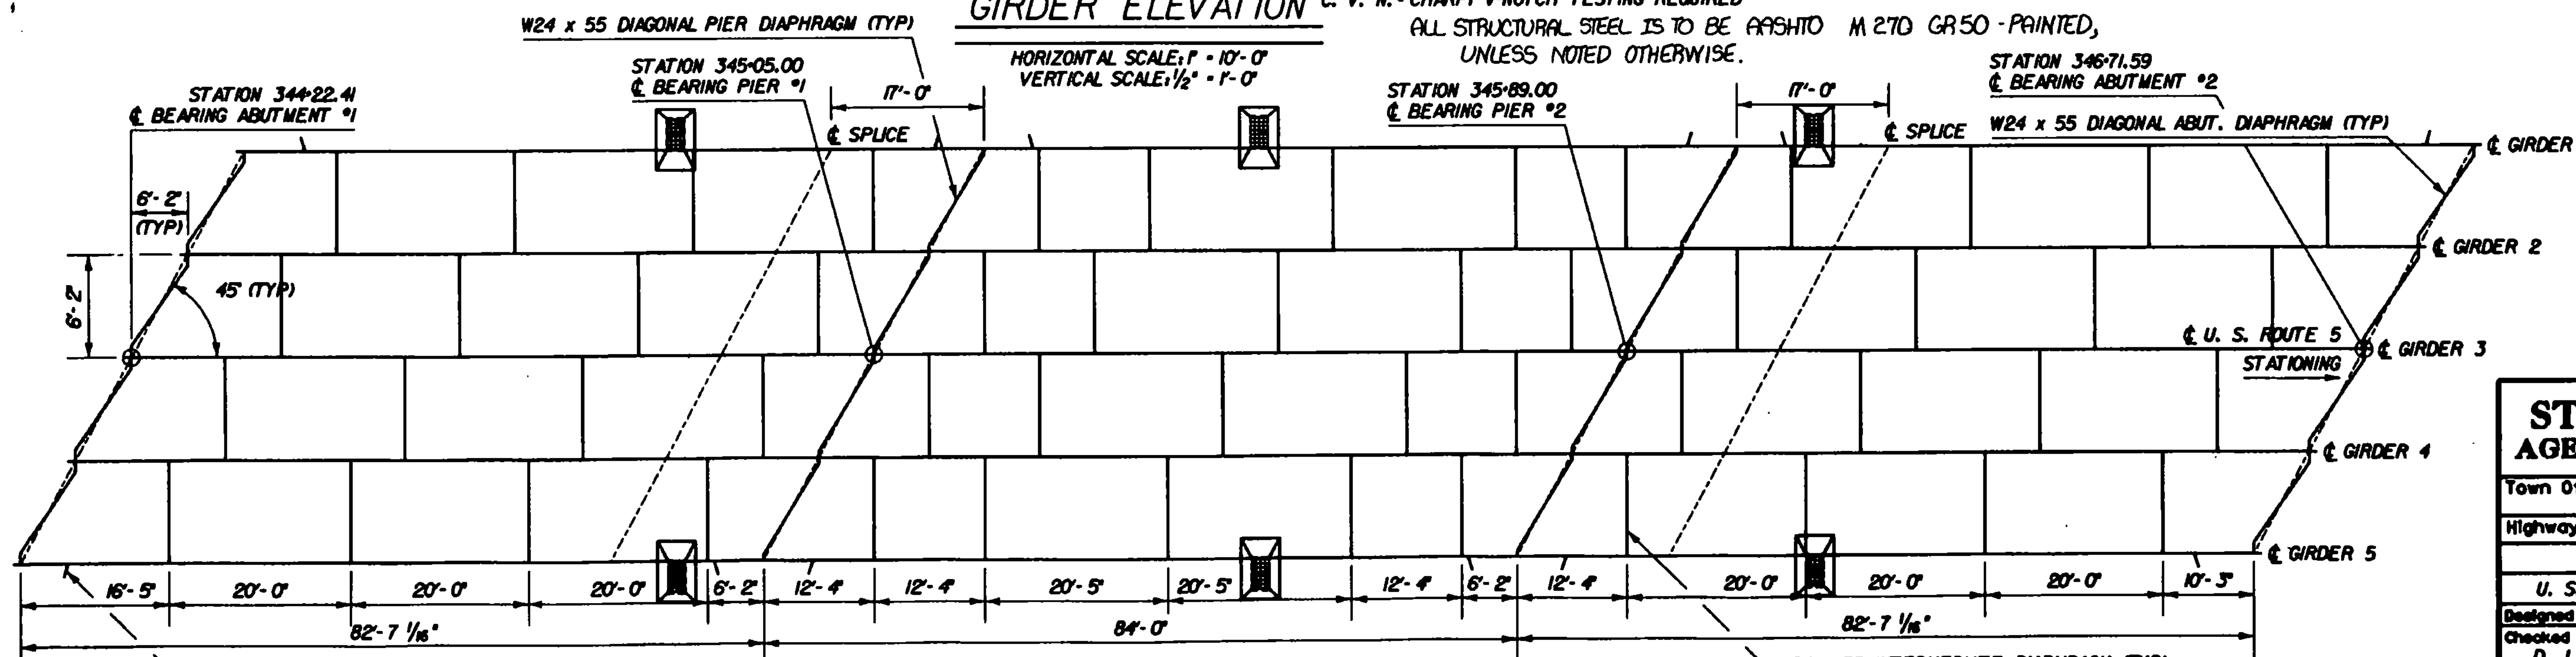 GIRDER ELEVATION
C. V. N. - CHARPY V-NOTCH TESTING REQUIRED
W24 x 55 DIAGONAL PIER DIAPHRAGM (TYP)
ALL STRUCTURAL STEEL IS TO BE AASHTO M 270 GR 50 - PAINTED,
UNLESS NOTED OTHERWISE.
HORIZONTAL SCALE: 1" = 10'-0"
VERTICAL SCALE: 1/2" = 1'-0"
STATION 344+22.41
℄ BEARING ABUTMENT #1
STATION 345+05.00
℄ BEARING PIER #1
17'-0"
℄ SPLICE
STATION 345+89.00
℄ BEARING PIER #2
17'-0"
℄ SPLICE
STATION 346+71.59
℄ BEARING ABUTMENT #2
W24 x 55 DIAGONAL ABUT. DIAPHRAGM (TYP)
℄ GIRDER
6'-2"
(TYP)
℄ GIRDER 2
6'-2"
45° (TYP)
℄ U. S. ROUTE 5
℄ GIRDER 3
STATIONING
℄ GIRDER 4
℄ GIRDER 5
16'-5"
20'-0"
20'-0"
20'-0"
6'-2"
12'-4"
12'-4"
20'-5"
20'-5"
12'-4"
6'-2"
12'-4"
20'-0"
20'-0"
20'-0"
10'-3"
82'-7 1/16"
84'-0"
82'-7 1/16"
ST
AGE
Town O
Highway
U. S
Designed
Checked